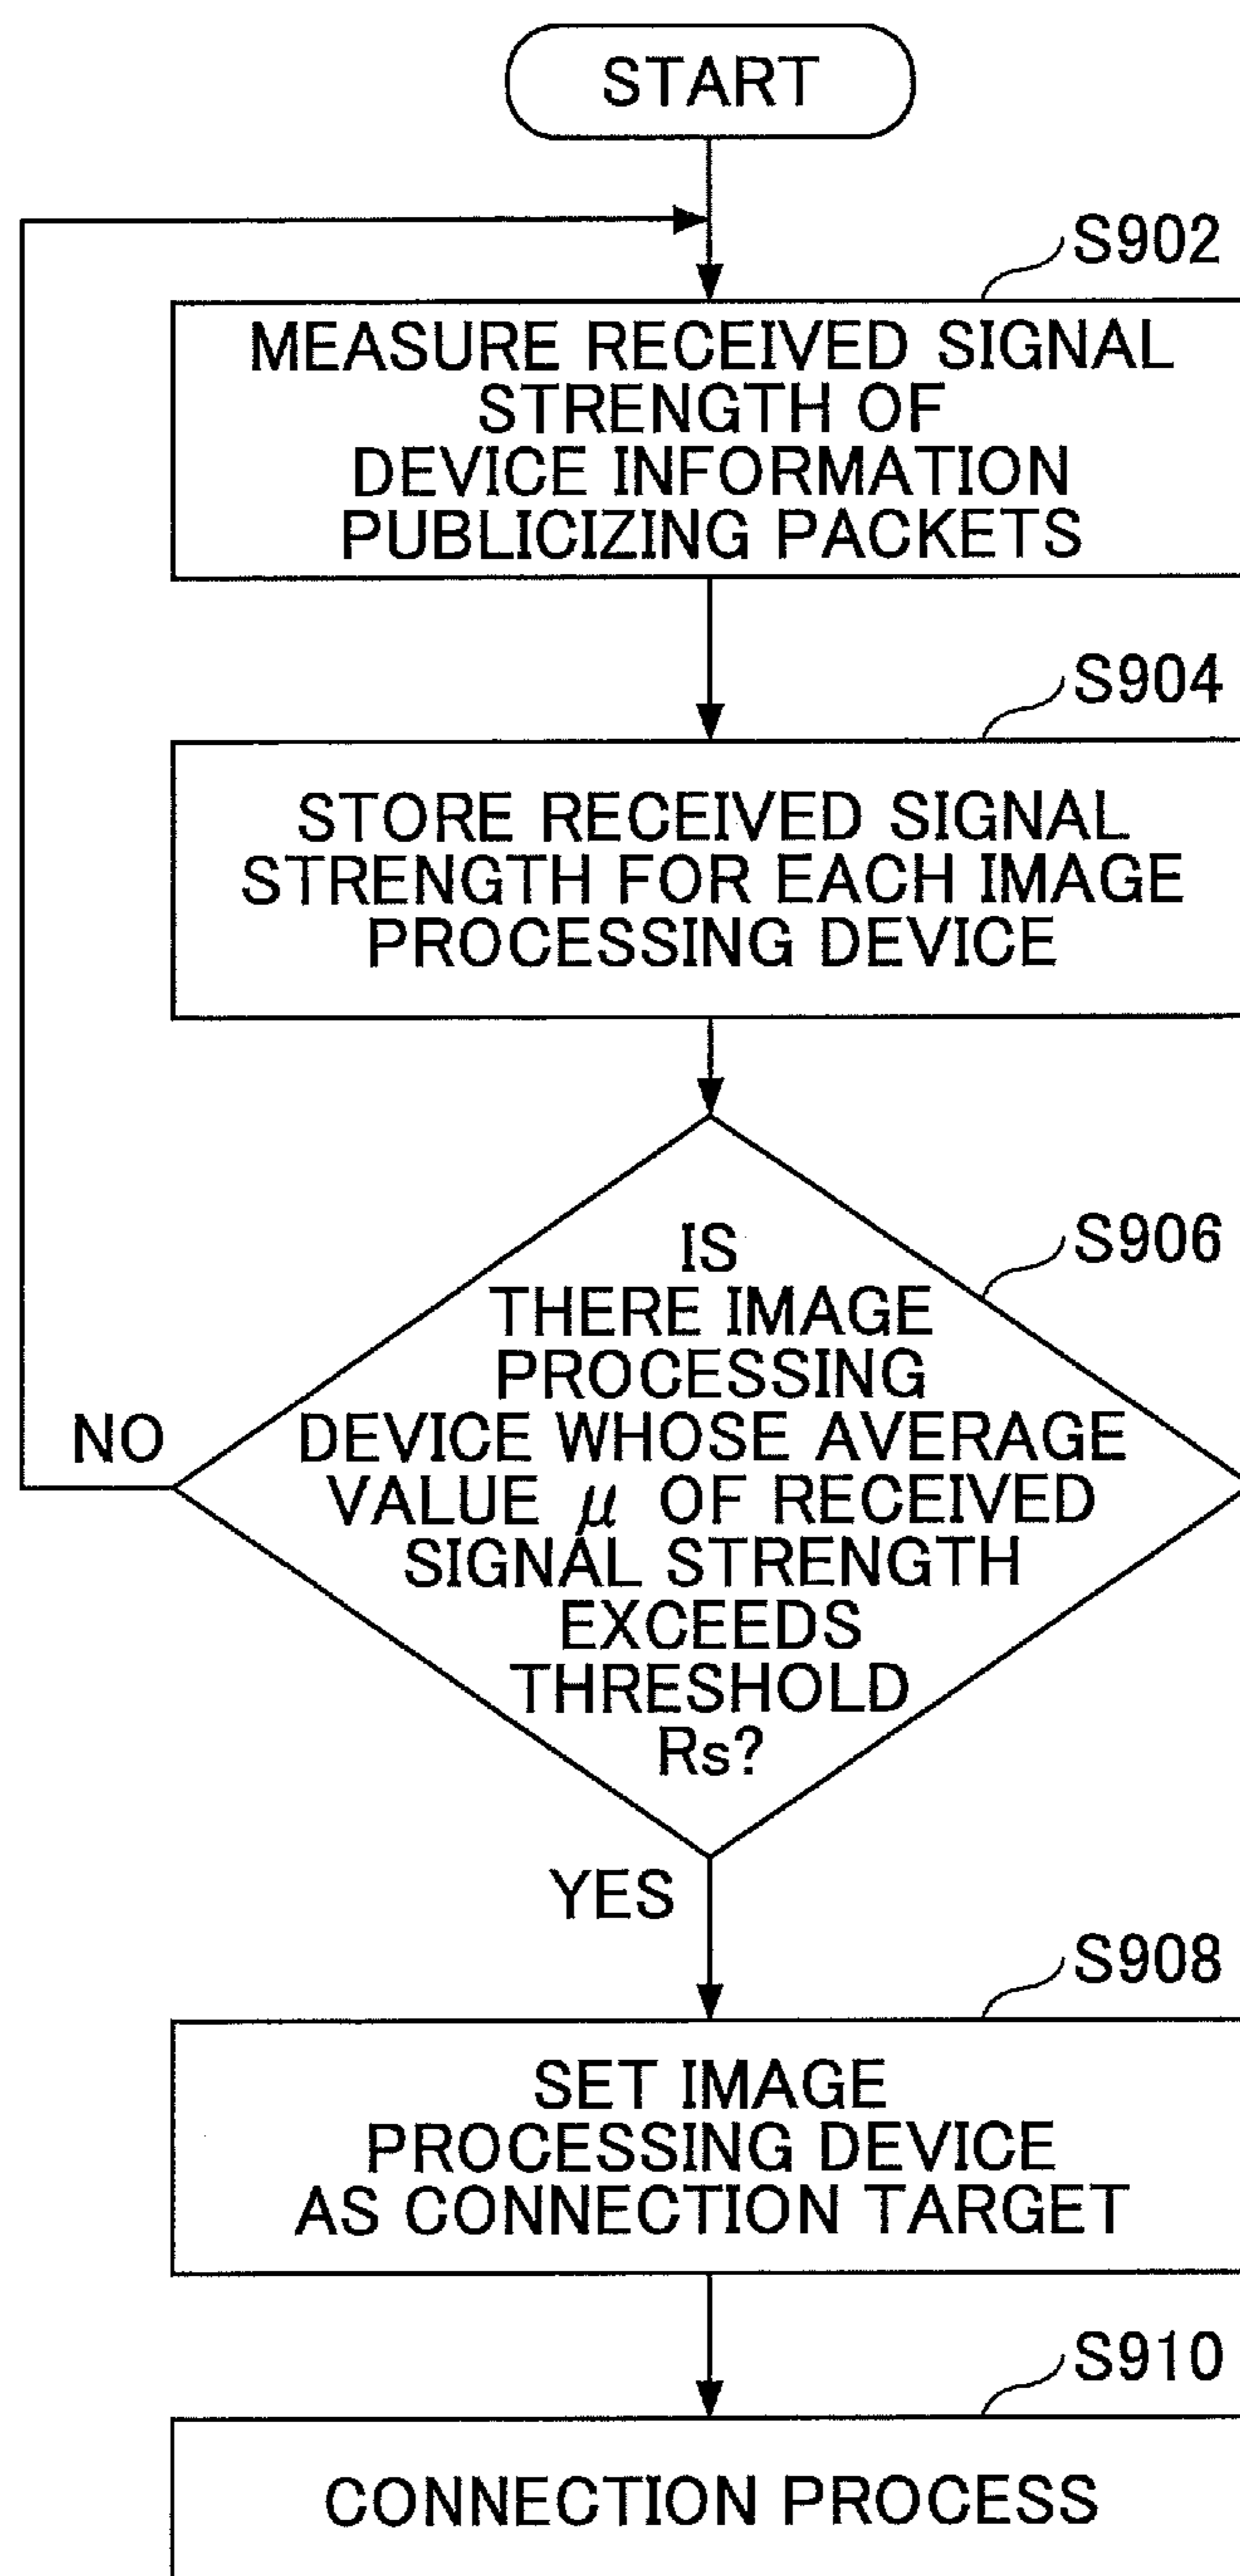 START
S902
MEASURE RECEIVED SIGNAL
STRENGTH OF
DEVICE INFORMATION
PUBLICIZING PACKETS
S904
STORE RECEIVED SIGNAL
STRENGTH FOR EACH IMAGE
PROCESSING DEVICE
S906
IS
THERE IMAGE
PROCESSING
DEVICE WHOSE AVERAGE
VALUE μ OF RECEIVED
SIGNAL STRENGTH
EXCEEDS
THRESHOLD
Rs?
NO
YES
S908
SET IMAGE
PROCESSING DEVICE
AS CONNECTION TARGET
S910
CONNECTION PROCESS